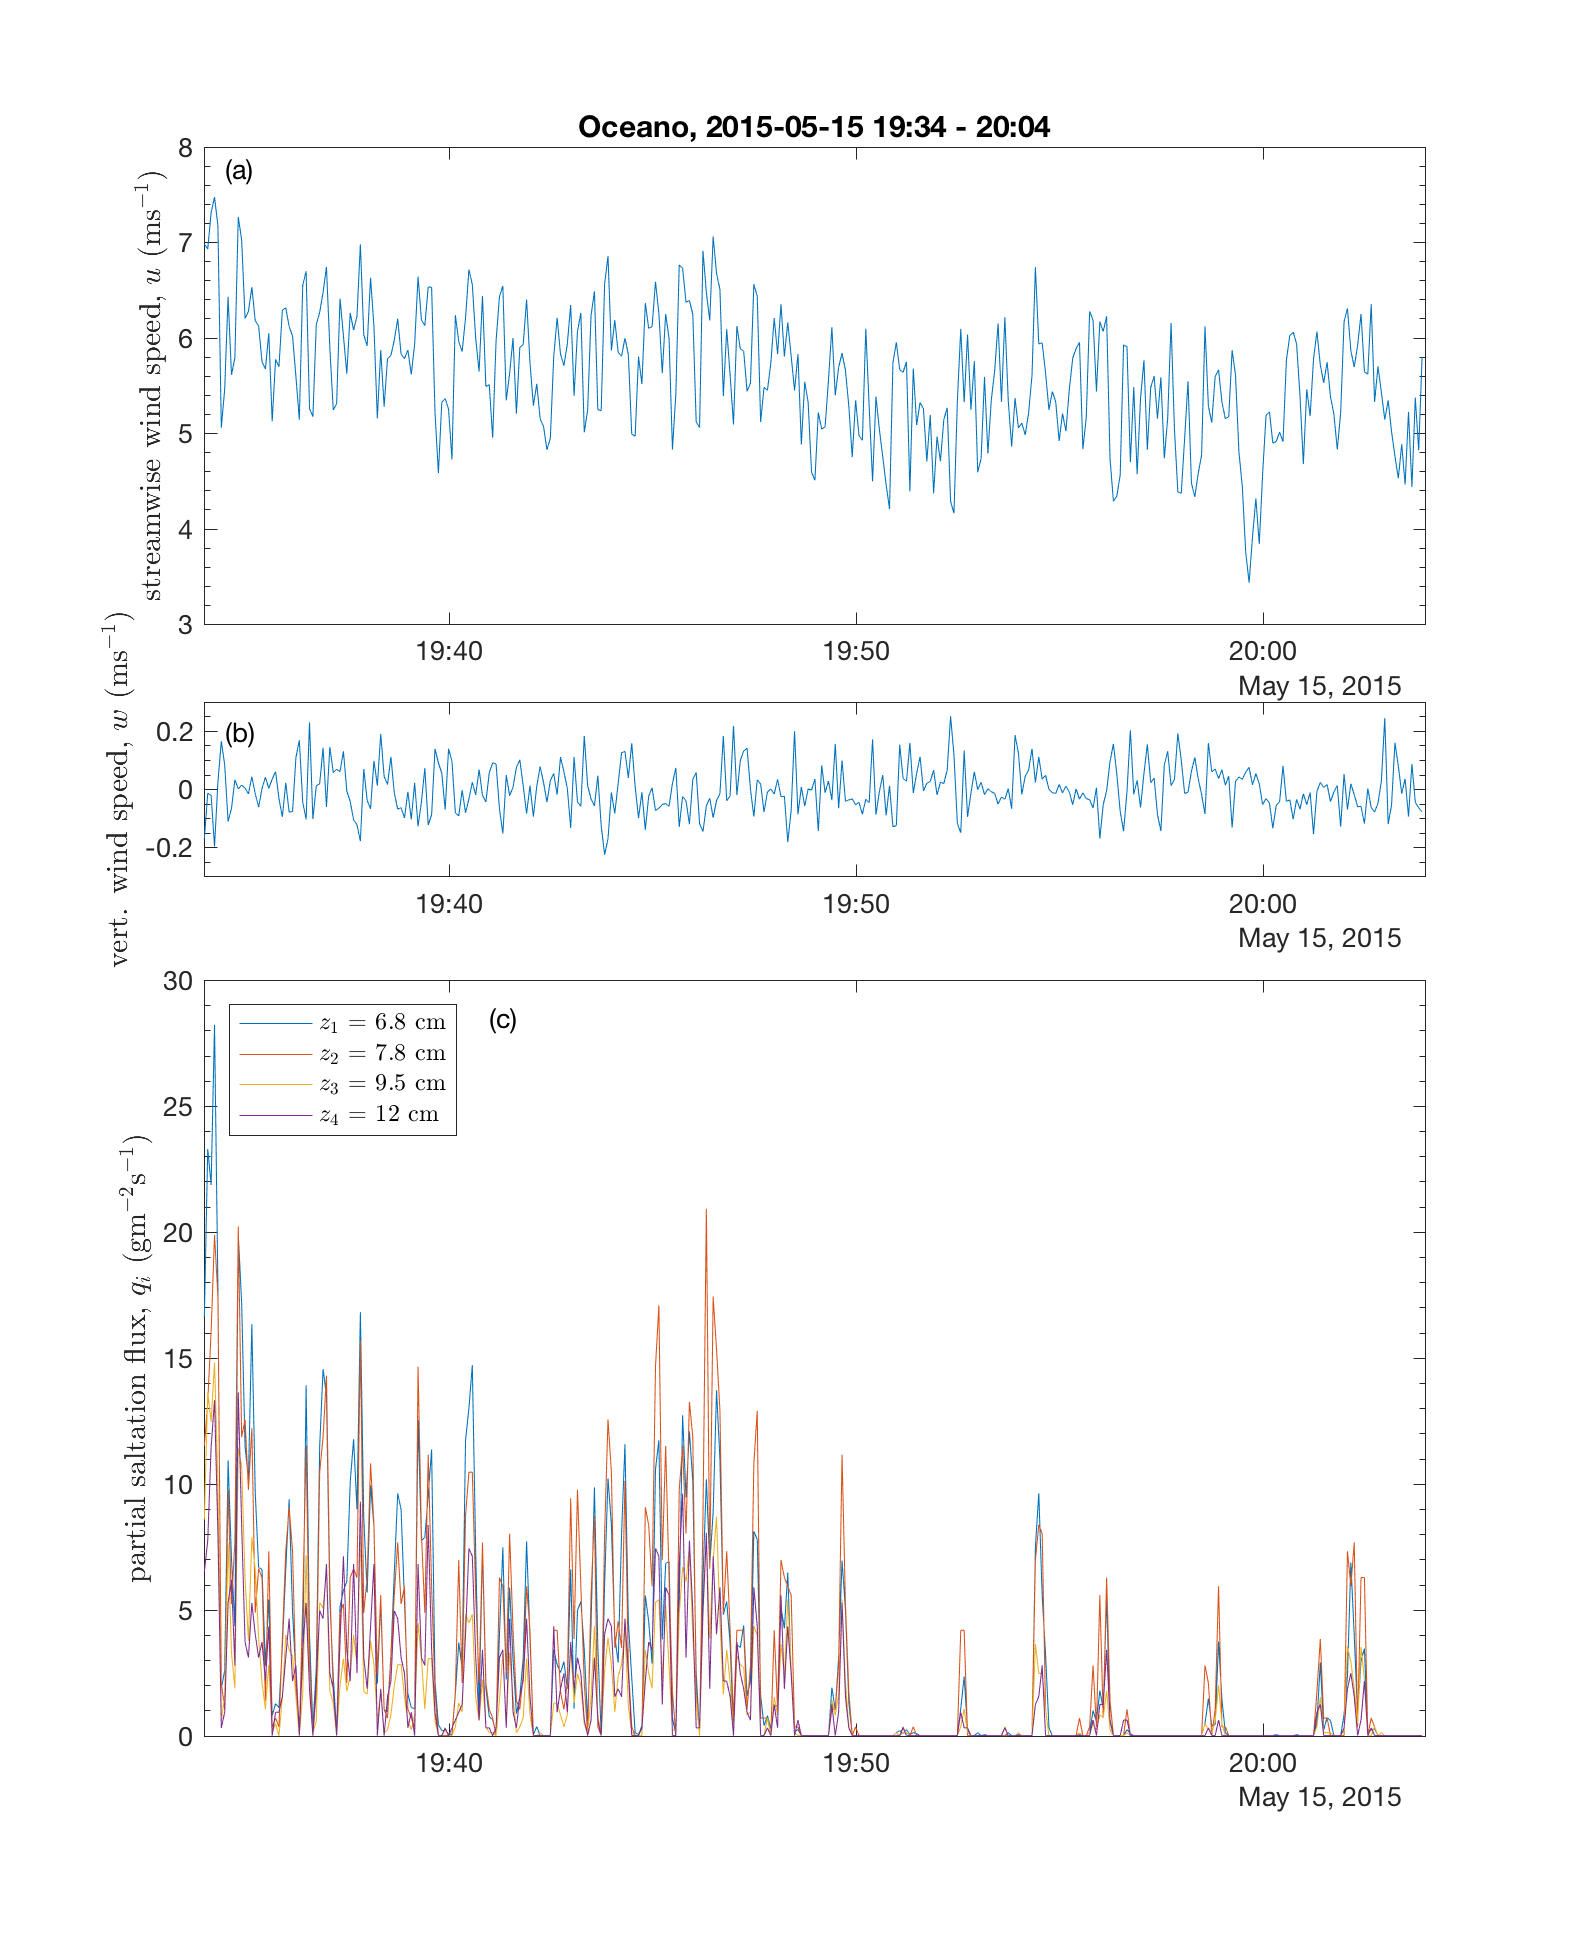 Oceano, 2015-05-15 19:34 - 20:04
(a)
streamwise wind speed, u (ms⁻¹)
8
7
6
5
4
3
19:40 19:50 20:00
May 15, 2015
(b)
vert. wind speed, w (ms⁻¹)
0.2
0
-0.2
19:40 19:50 20:00
May 15, 2015
(c)
partial saltation flux, qᵢ (gm⁻²s⁻¹)
30
25
20
15
10
5
0
z₁ = 6.8 cm
z₂ = 7.8 cm
z₃ = 9.5 cm
z₄ = 12 cm
19:40 19:50 20:00
May 15, 2015